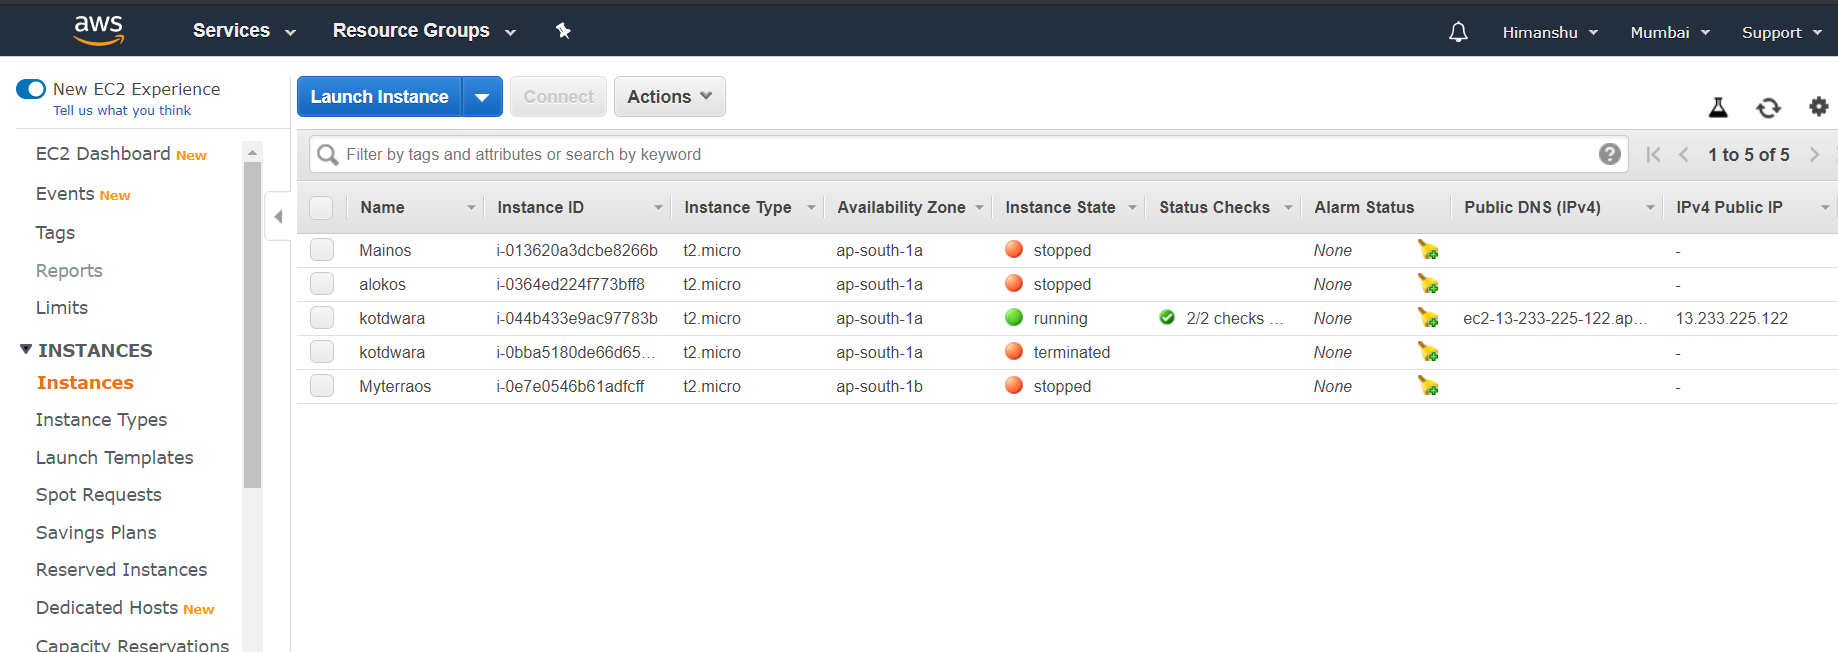 aws Services Resource Groups Himanshu Mumbai Support
New EC2 Experience
Tell us what you think
EC2 Dashboard New
Events New
Tags
Reports
Limits
INSTANCES
Instances
Instance Types
Launch Templates
Spot Requests
Savings Plans
Reserved Instances
Dedicated Hosts New
Capacity Reservations
Launch Instance Connect Actions
Filter by tags and attributes or search by keyword ? 1 to 5 of 5
Name Instance ID Instance Type Availability Zone Instance State Status Checks Alarm Status Public DNS (IPv4) IPv4 Public IP
Mainos i-013620a3dcbe8266b t2.micro ap-south-1a stopped None -
alokos i-0364ed224f773bff8 t2.micro ap-south-1a stopped None -
kotdwara i-044b433e9ac97783b t2.micro ap-south-1a running 2/2 checks ... None ec2-13-233-225-122.ap... 13.233.225.122
kotdwara i-0bba5180de66d65... t2.micro ap-south-1a terminated None -
Myterraos i-0e7e0546b61adfcff t2.micro ap-south-1b stopped None -